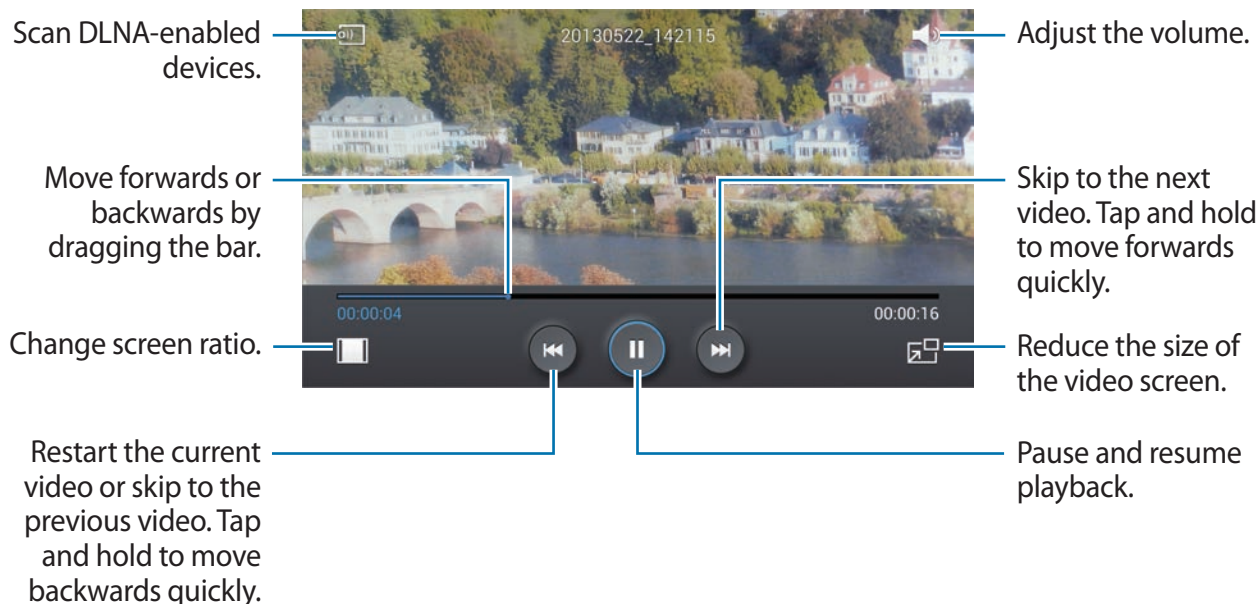 Scan DLNA-enabled
devices.
20130522_142115
Adjust the volume.
Move forwards or
backwards by
dragging the bar.
Skip to the next
video. Tap and hold
to move forwards
quickly.
00:00:04
00:00:16
Change screen ratio.
Reduce the size of
the video screen.
Restart the current
video or skip to the
previous video. Tap
and hold to move
backwards quickly.
Pause and resume
playback.